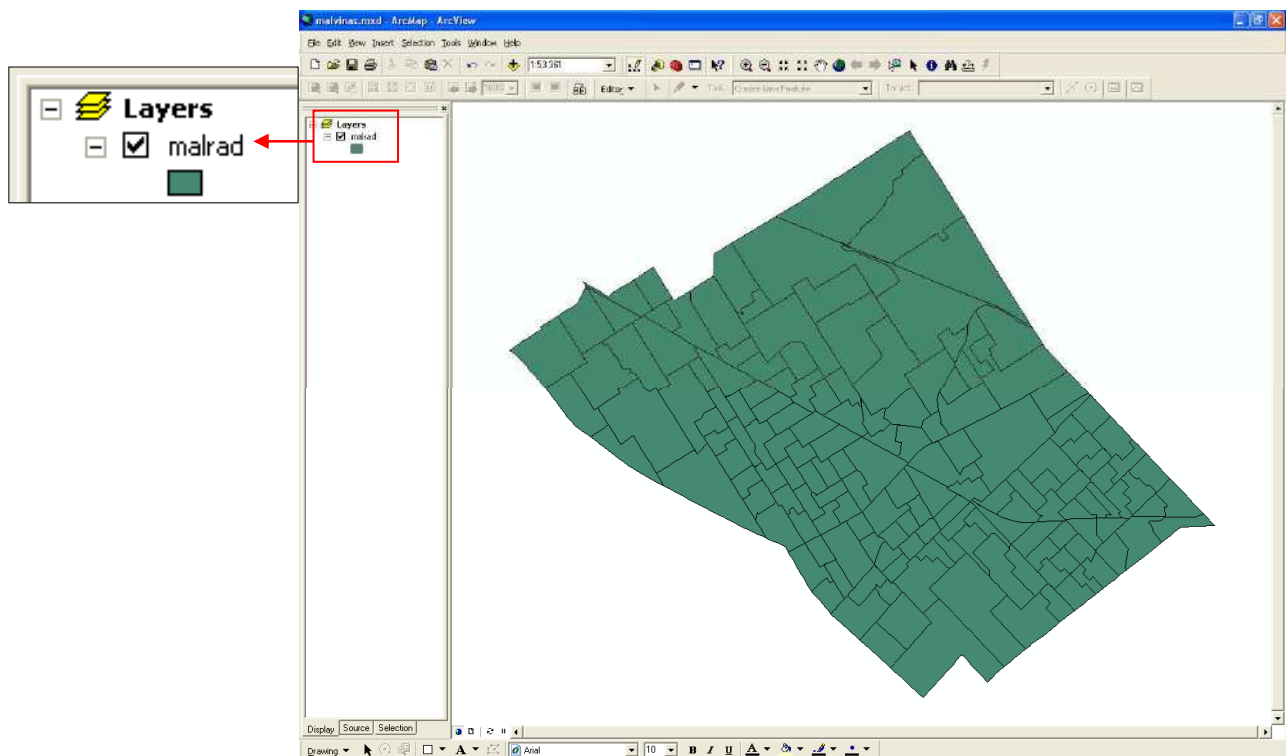 malvinas.mxd - ArcMap - ArcView
File Edit View Insert Selection Tools Window Help
1:53.361
100%
Editor
Task:
Create New Feature
Target:
Layers
malrad
Layers
malrad
Display Source Selection
Drawing
A
Arial
10
B I U A